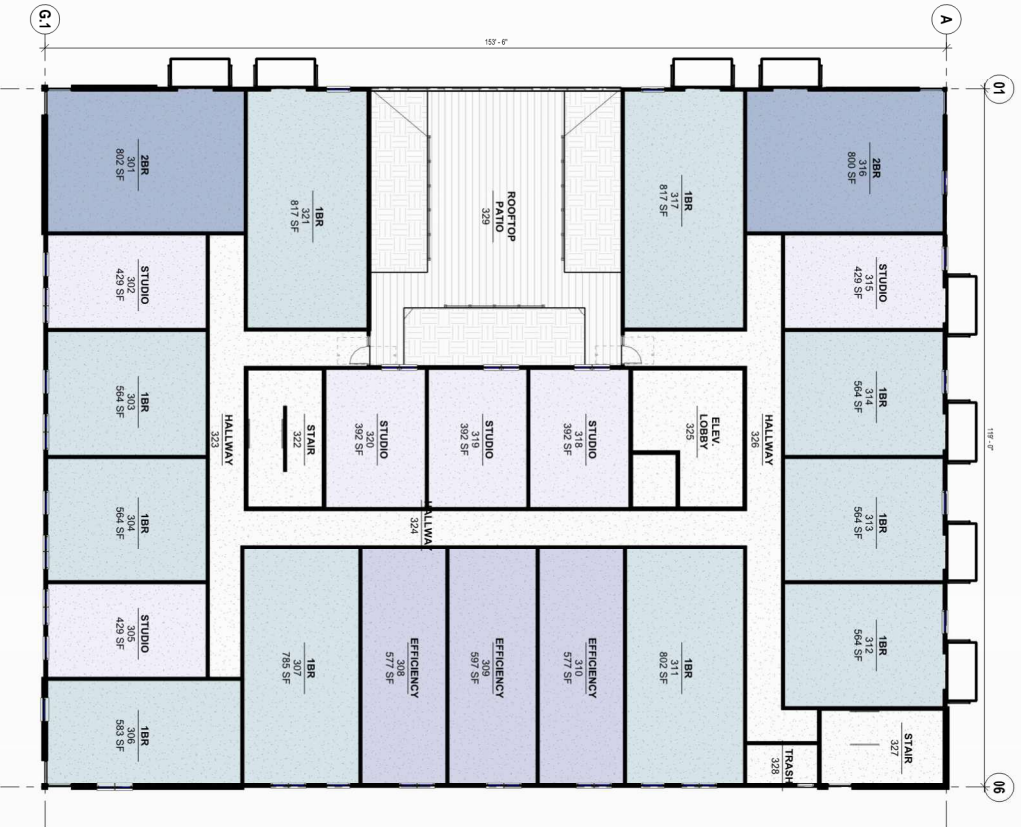 G.1
A
153' - 6"
01
2BR
301
802 SF
1BR
321
817 SF
ROOFTOP
PATIO
329
1BR
317
817 SF
2BR
316
800 SF
STUDIO
302
429 SF
STUDIO
315
429 SF
1BR
303
564 SF
HALLWAY
323
STAIR
322
STUDIO
320
392 SF
STUDIO
319
392 SF
STUDIO
318
392 SF
ELEV.
LOBBY
325
HALLWAY
326
1BR
314
564 SF
119' - 0"
1BR
304
564 SF
HALLWAY
324
1BR
313
564 SF
STUDIO
305
429 SF
1BR
307
785 SF
EFFICIENCY
308
577 SF
EFFICIENCY
309
597 SF
EFFICIENCY
310
577 SF
1BR
311
802 SF
1BR
312
564 SF
1BR
306
583 SF
TRASH
328
STAIR
327
06